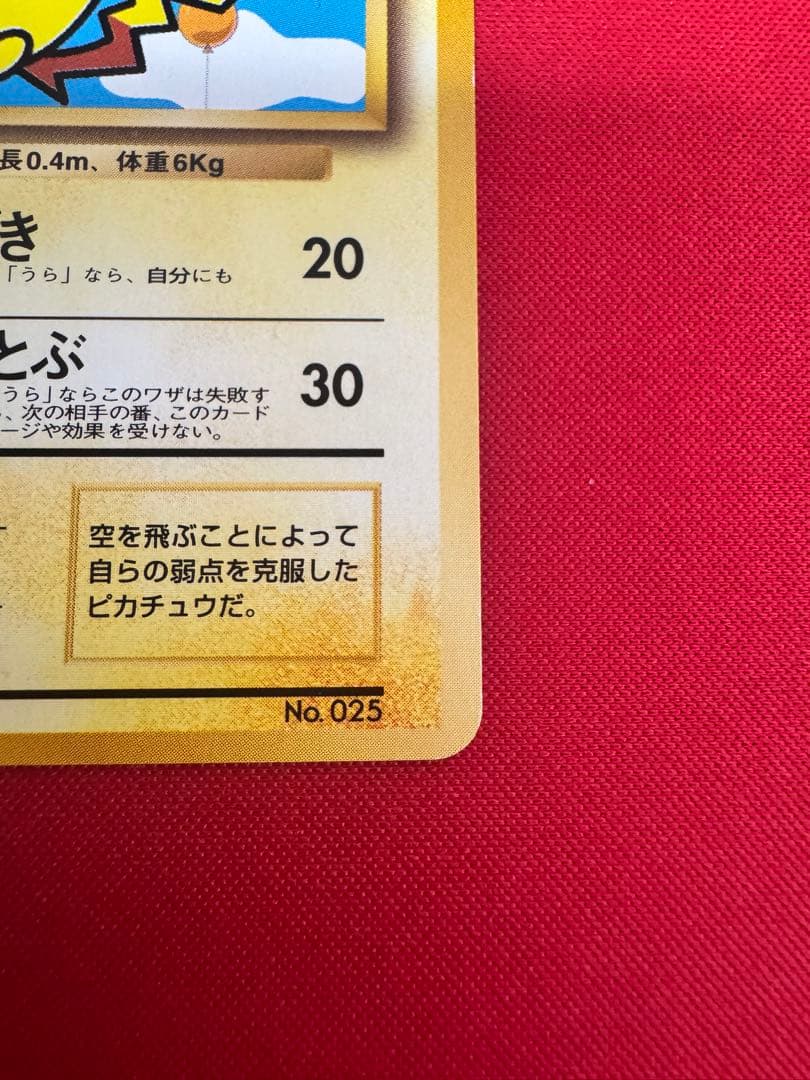 長0.4m、体重6Kg
き
20
「うら」なら、自分にも
とぶ
30
うら」ならこのワザは失敗す
、次の相手の番、このカード
ージや効果を受けない。
空を飛ぶことによって
自らの弱点を克服した
ピカチュウだ。
No. 025